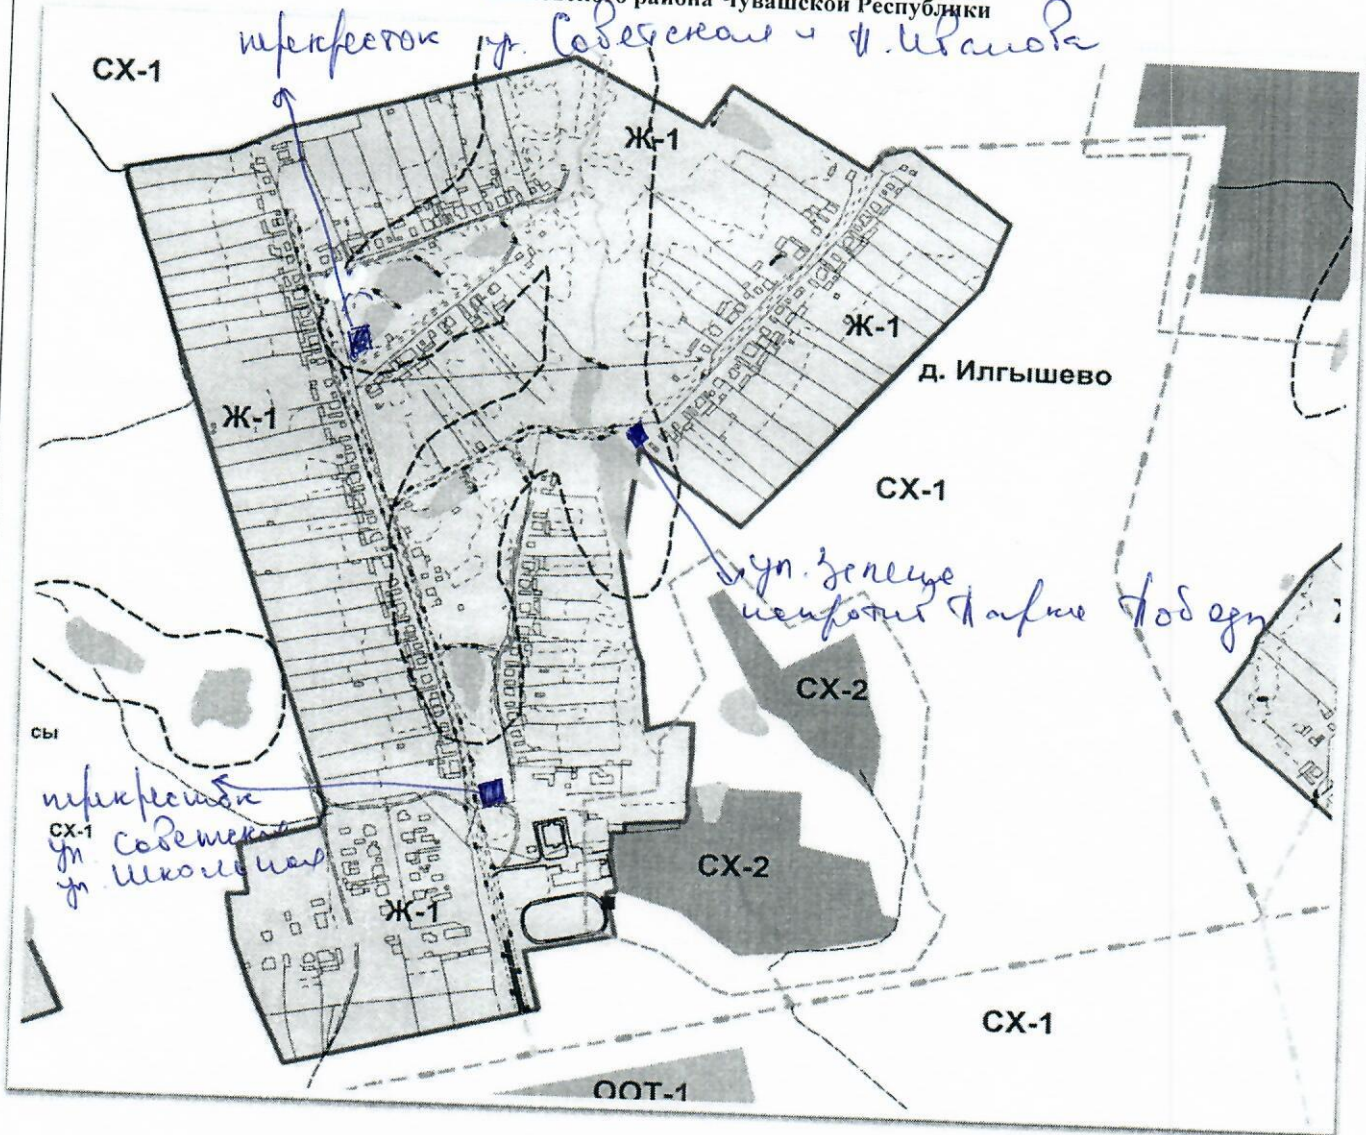 района Чувашской Республики
перекресток ул. Советская и Н. Иванова
СХ-1
Ж-1
Ж-1
д. Илгышево
Ж-1
СХ-1
ул.
напротив Парка Победы
СХ-2
сы
перекресток
СХ-1
ул. Советская
ул. Школьная
СХ-2
Ж-1
СХ-1
ООТ-1